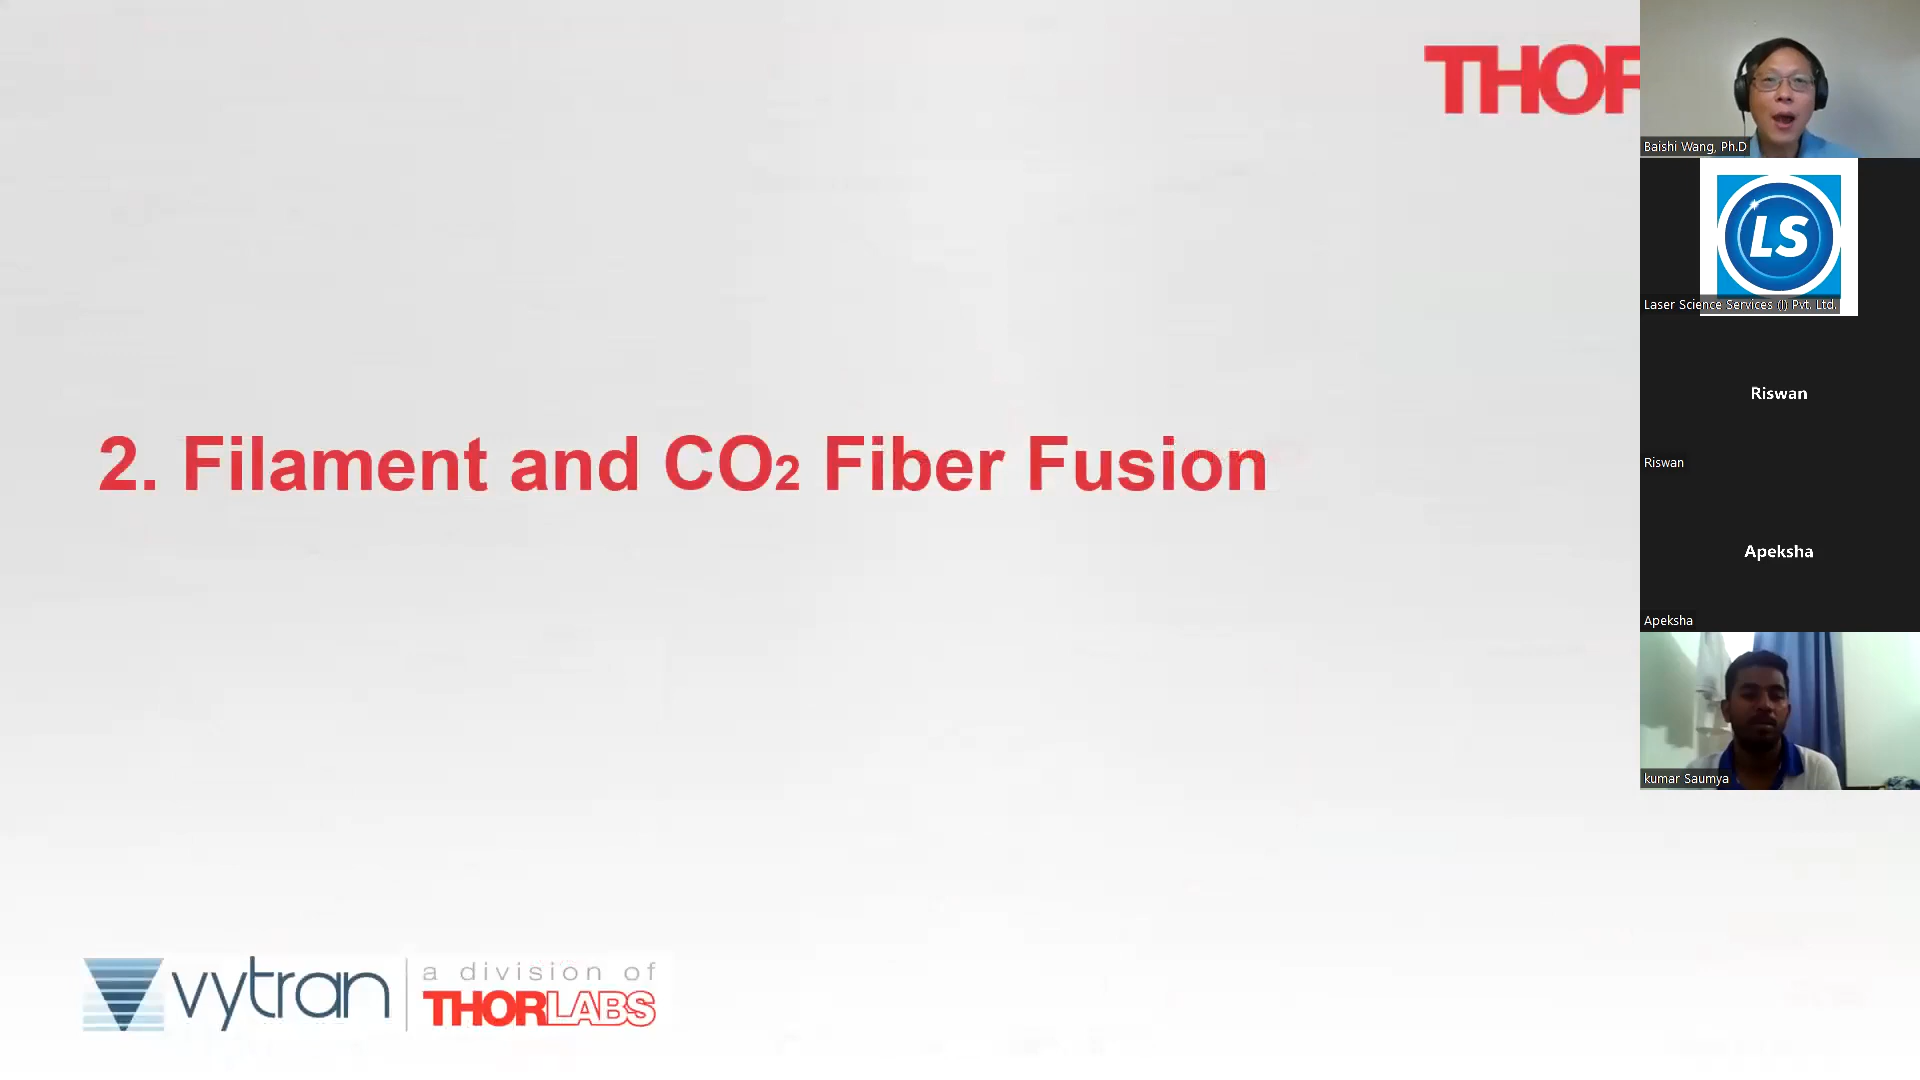 THOR
2. Filament and CO2 Fiber Fusion
vytran
a division of
THORLABS
Baishi Wang, Ph.D
LS
Laser Science Services (I) Pvt. Ltd.
Riswan
Riswan
Apeksha
Apeksha
kumar Saumya